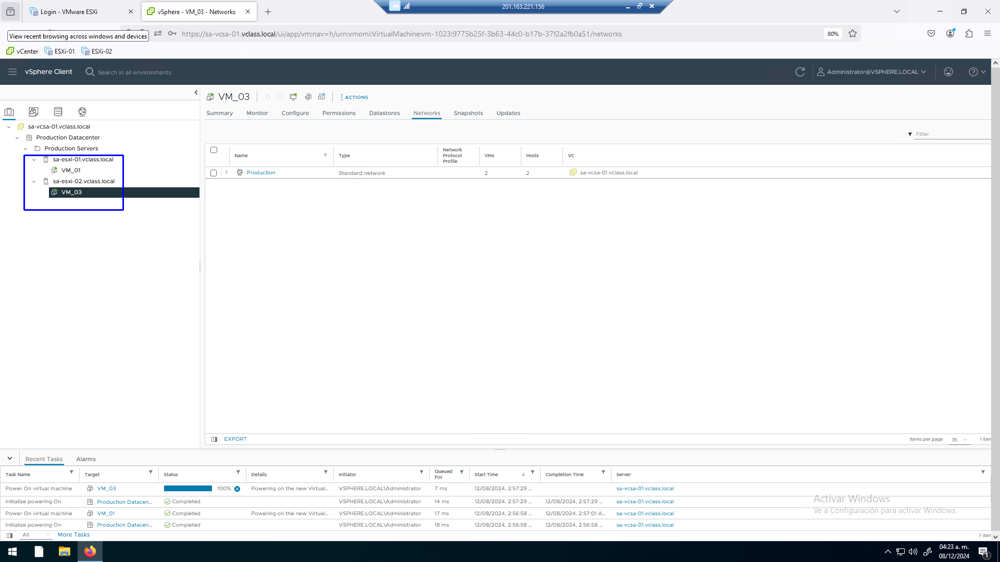 Login - VMware ESXi
vSphere - VM_03 - Networks
201.163.221.156
View recent browsing across windows and devices
https://sa-vcsa-01.vclass.local/ui/app/vm;nav=h/urn:vmomi:VirtualMachine:vm-1023:9775b25f-3b63-44c0-b17b-37f2a2fb0a51/networks
80%
vCenter ESXi-01 ESXi-02
vSphere Client
Search in all environments
Administrator@VSPHERE.LOCAL
VM_03
ACTIONS
Summary Monitor Configure Permissions Datastores Networks Snapshots Updates
sa-vcsa-01.vclass.local
Production Datacenter
Production Servers
sa-esxi-01.vclass.local
VM_01
sa-esxi-02.vclass.local
VM_03
Filter
Name Type Network Protocol Profile VMs Hosts VC
Production Standard network 2 2 sa-vcsa-01.vclass.local
EXPORT
Items per page 35 1 item
Recent Tasks Alarms
Task Name Target Status Details Initiator Queued For Start Time Completion Time Server
Power On virtual machine VM_03 100% Powering on the new Virtual... VSPHERE.LOCAL\Administrator 7 ms 12/08/2024, 2:57:29 ... sa-vcsa-01.vclass.local
Initialize powering On Production Datacen... Completed VSPHERE.LOCAL\Administrator 14 ms 12/08/2024, 2:57:29 ... 12/08/2024, 2:57:29 ... sa-vcsa-01.vclass.local
Power On virtual machine VM_01 Completed Powering on the new Virtual... VSPHERE.LOCAL\Administrator 17 ms 12/08/2024, 2:56:58 ... 12/08/2024, 2:57:01 A... sa-vcsa-01.vclass.local
Initialize powering On Production Datacen... Completed VSPHERE.LOCAL\Administrator 18 ms 12/08/2024, 2:56:58 ... 12/08/2024, 2:56:58 ... sa-vcsa-01.vclass.local
All More Tasks
7 item
Activar Windows
Ve a Configuración para activar Windows.
04:23 a. m.
08/12/2024
1